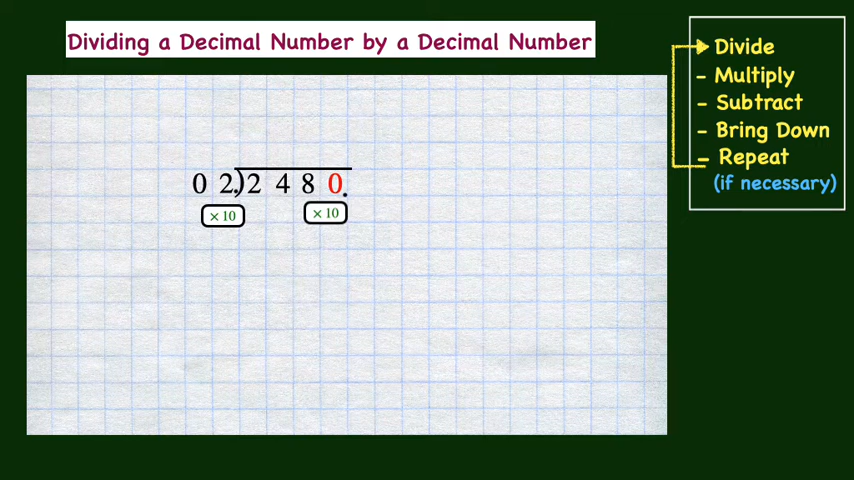 Dividing a Decimal Number by a Decimal Number
Divide
- Multiply
- Subtract
- Bring Down
- Repeat
(if necessary)
0 2.)2 4 8 0.
× 10 × 10